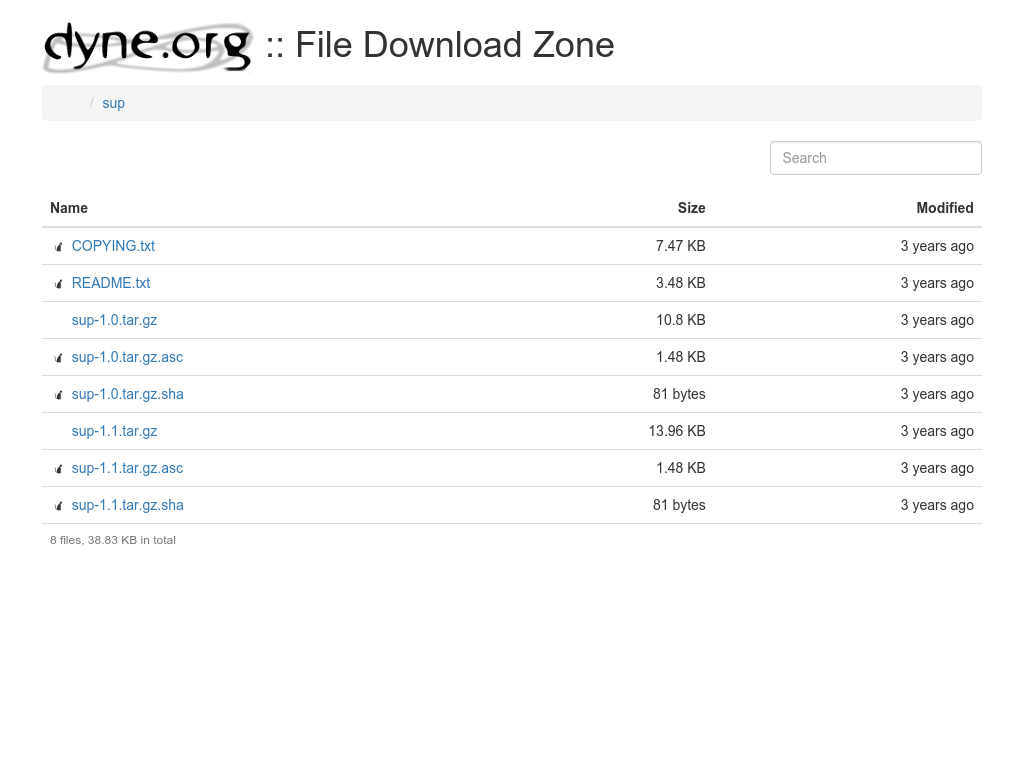 dyne.org :: File Download Zone
/ sup
Search
Name Size Modified
COPYING.txt 7.47 KB 3 years ago
README.txt 3.48 KB 3 years ago
sup-1.0.tar.gz 10.8 KB 3 years ago
sup-1.0.tar.gz.asc 1.48 KB 3 years ago
sup-1.0.tar.gz.sha 81 bytes 3 years ago
sup-1.1.tar.gz 13.96 KB 3 years ago
sup-1.1.tar.gz.asc 1.48 KB 3 years ago
sup-1.1.tar.gz.sha 81 bytes 3 years ago
8 files, 38.83 KB in total